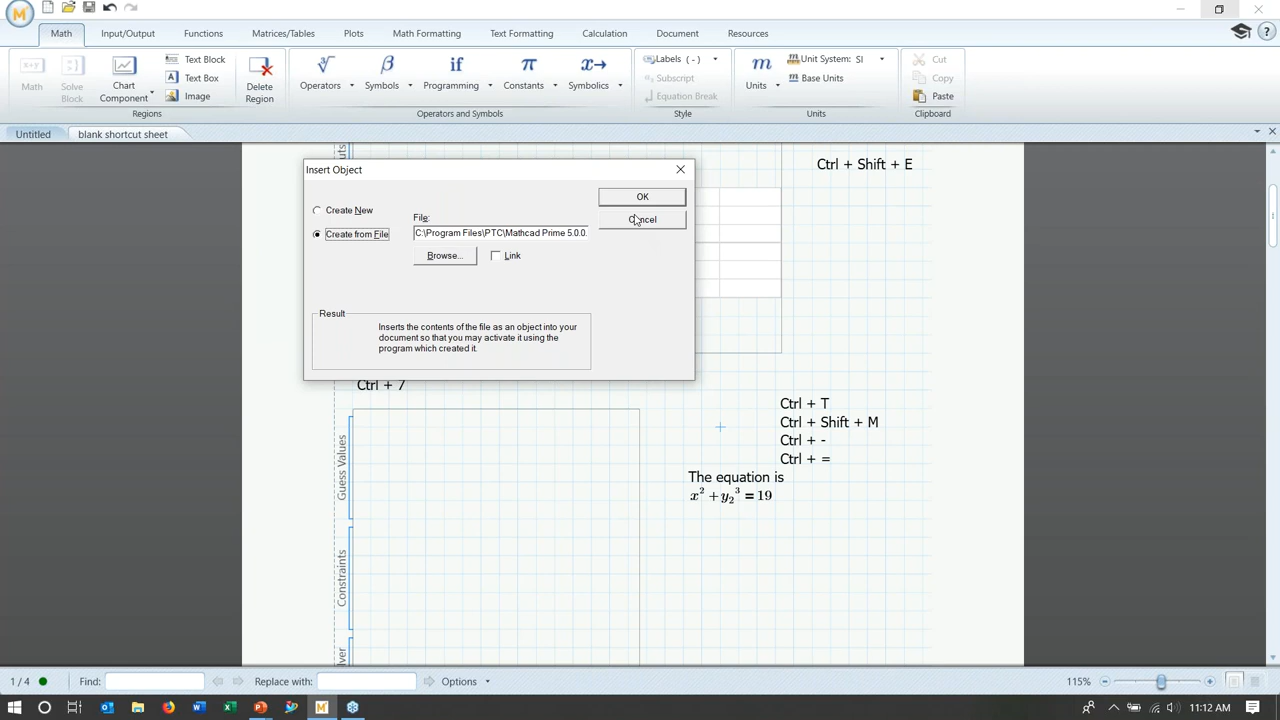 Math
Input/Output
Functions
Matrices/Tables
Plots
Math Formatting
Text Formatting
Calculation
Document
Resources
Math
Solve Block
Chart Component
Text Block
Text Box
Image
Delete Region
Operators
Symbols
Programming
Constants
Symbolics
Labels ( - )
Subscript
Equation Break
Units
Unit System: SI
Base Units
Cut
Copy
Paste
Regions
Operators and Symbols
Style
Units
Clipboard
Untitled
blank shortcut sheet
Insert Object
Create New
Create from File
File:
C:\Program Files\PTC\Mathcad Prime 5.0.0.
Browse...
Link
OK
Cancel
Result
Inserts the contents of the file as an object into your
document so that you may activate it using the
program which created it.
Ctrl + Shift + E
Ctrl + 7
Guess Values
Constraints
Ctrl + T
Ctrl + Shift + M
Ctrl + -
Ctrl + =
The equation is
x² + y₂³ = 19
1 / 4
Find:
Replace with:
Options
115%
11:12 AM